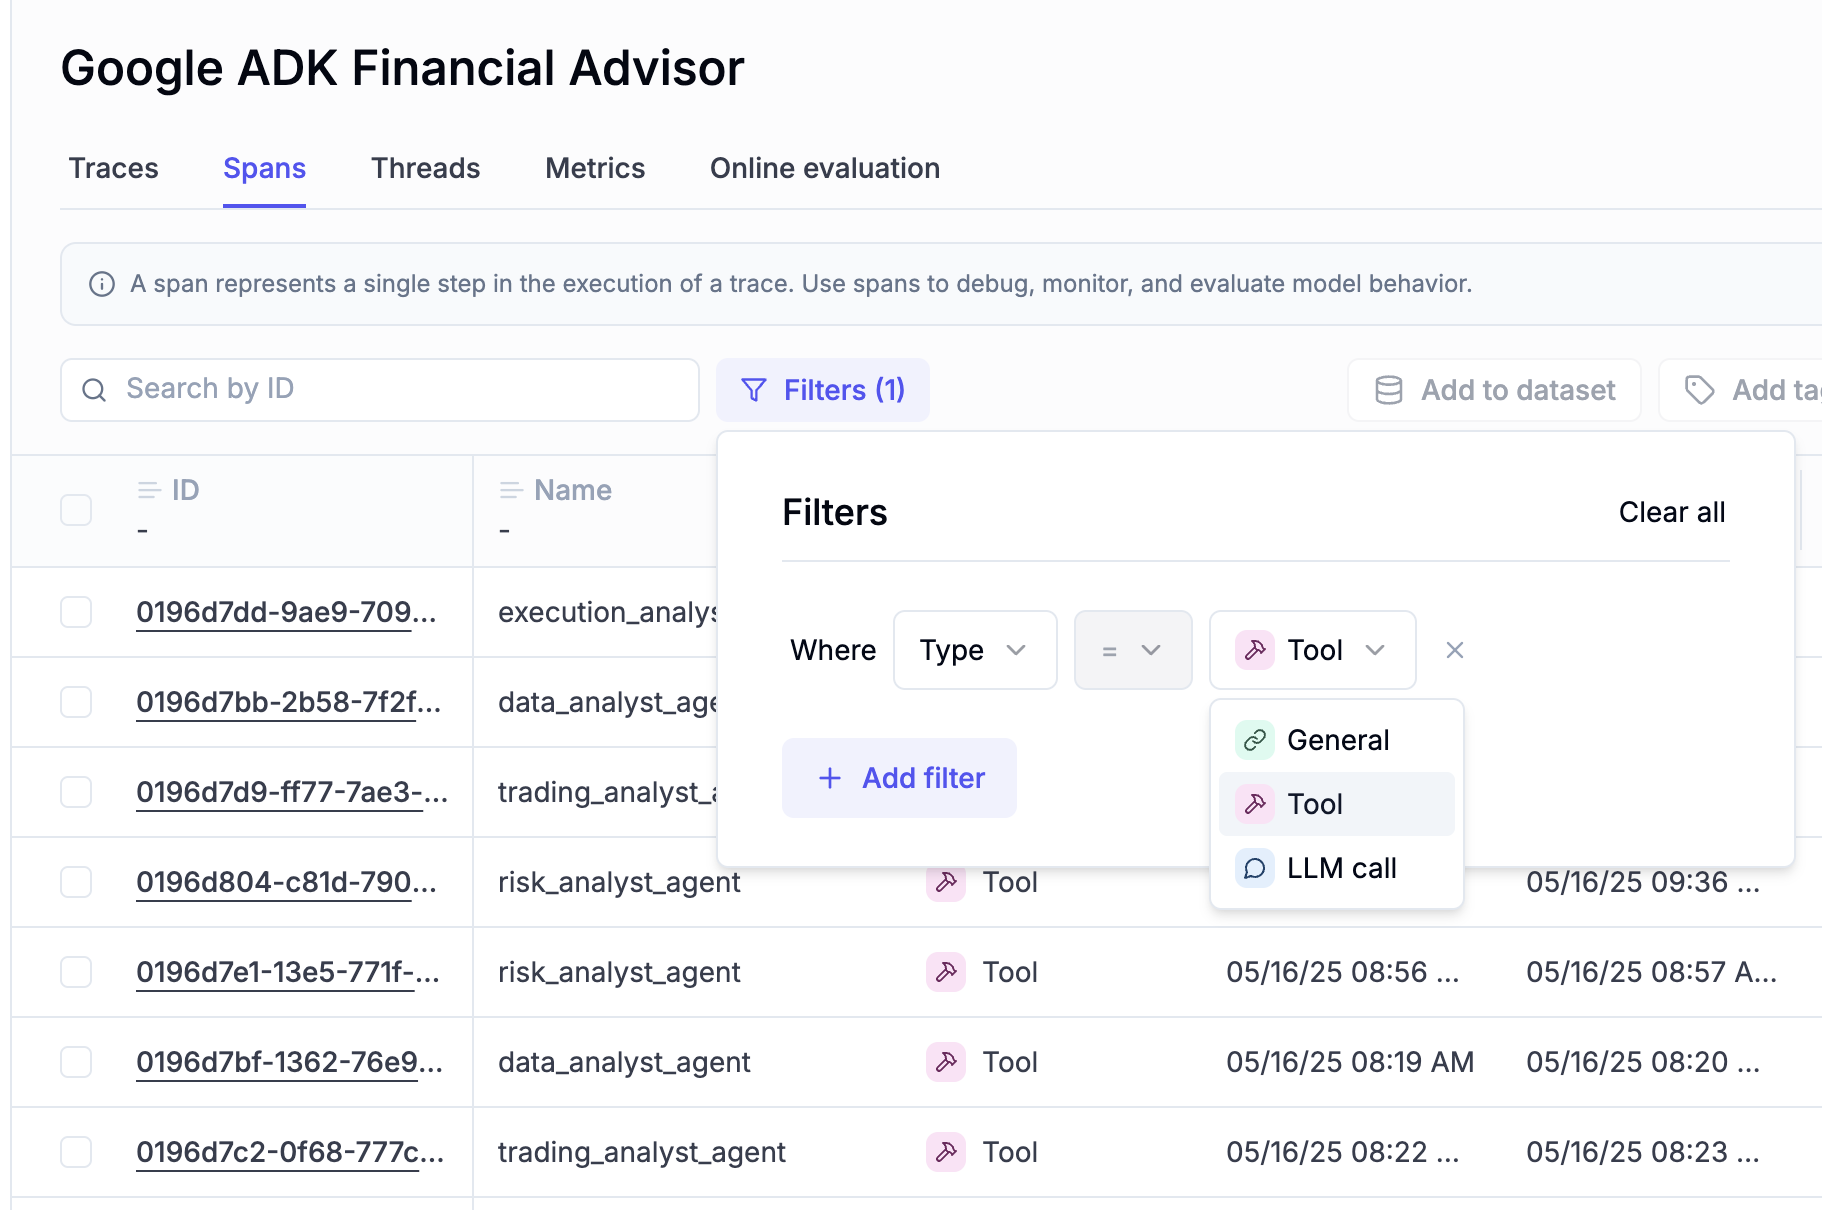 Google ADK Financial Advisor
Traces Spans Threads Metrics Online evaluation
A span represents a single step in the execution of a trace. Use spans to debug, monitor, and evaluate model behavior.
Search by ID Filters (1) Add to dataset Add ta
ID Name
- -
Filters Clear all
Where Type = Tool
General
Tool
LLM call
+ Add filter
0196d7dd-9ae9-709... execution_analys
0196d7bb-2b58-7f2f... data_analyst_age
0196d7d9-ff77-7ae3-... trading_analyst_a
0196d804-c81d-790... risk_analyst_agent Tool 05/16/25 09:36 ...
0196d7e1-13e5-771f-... risk_analyst_agent Tool 05/16/25 08:56 ... 05/16/25 08:57 A...
0196d7bf-1362-76e9... data_analyst_agent Tool 05/16/25 08:19 AM 05/16/25 08:20 ...
0196d7c2-0f68-777c... trading_analyst_agent Tool 05/16/25 08:22 ... 05/16/25 08:23 ...